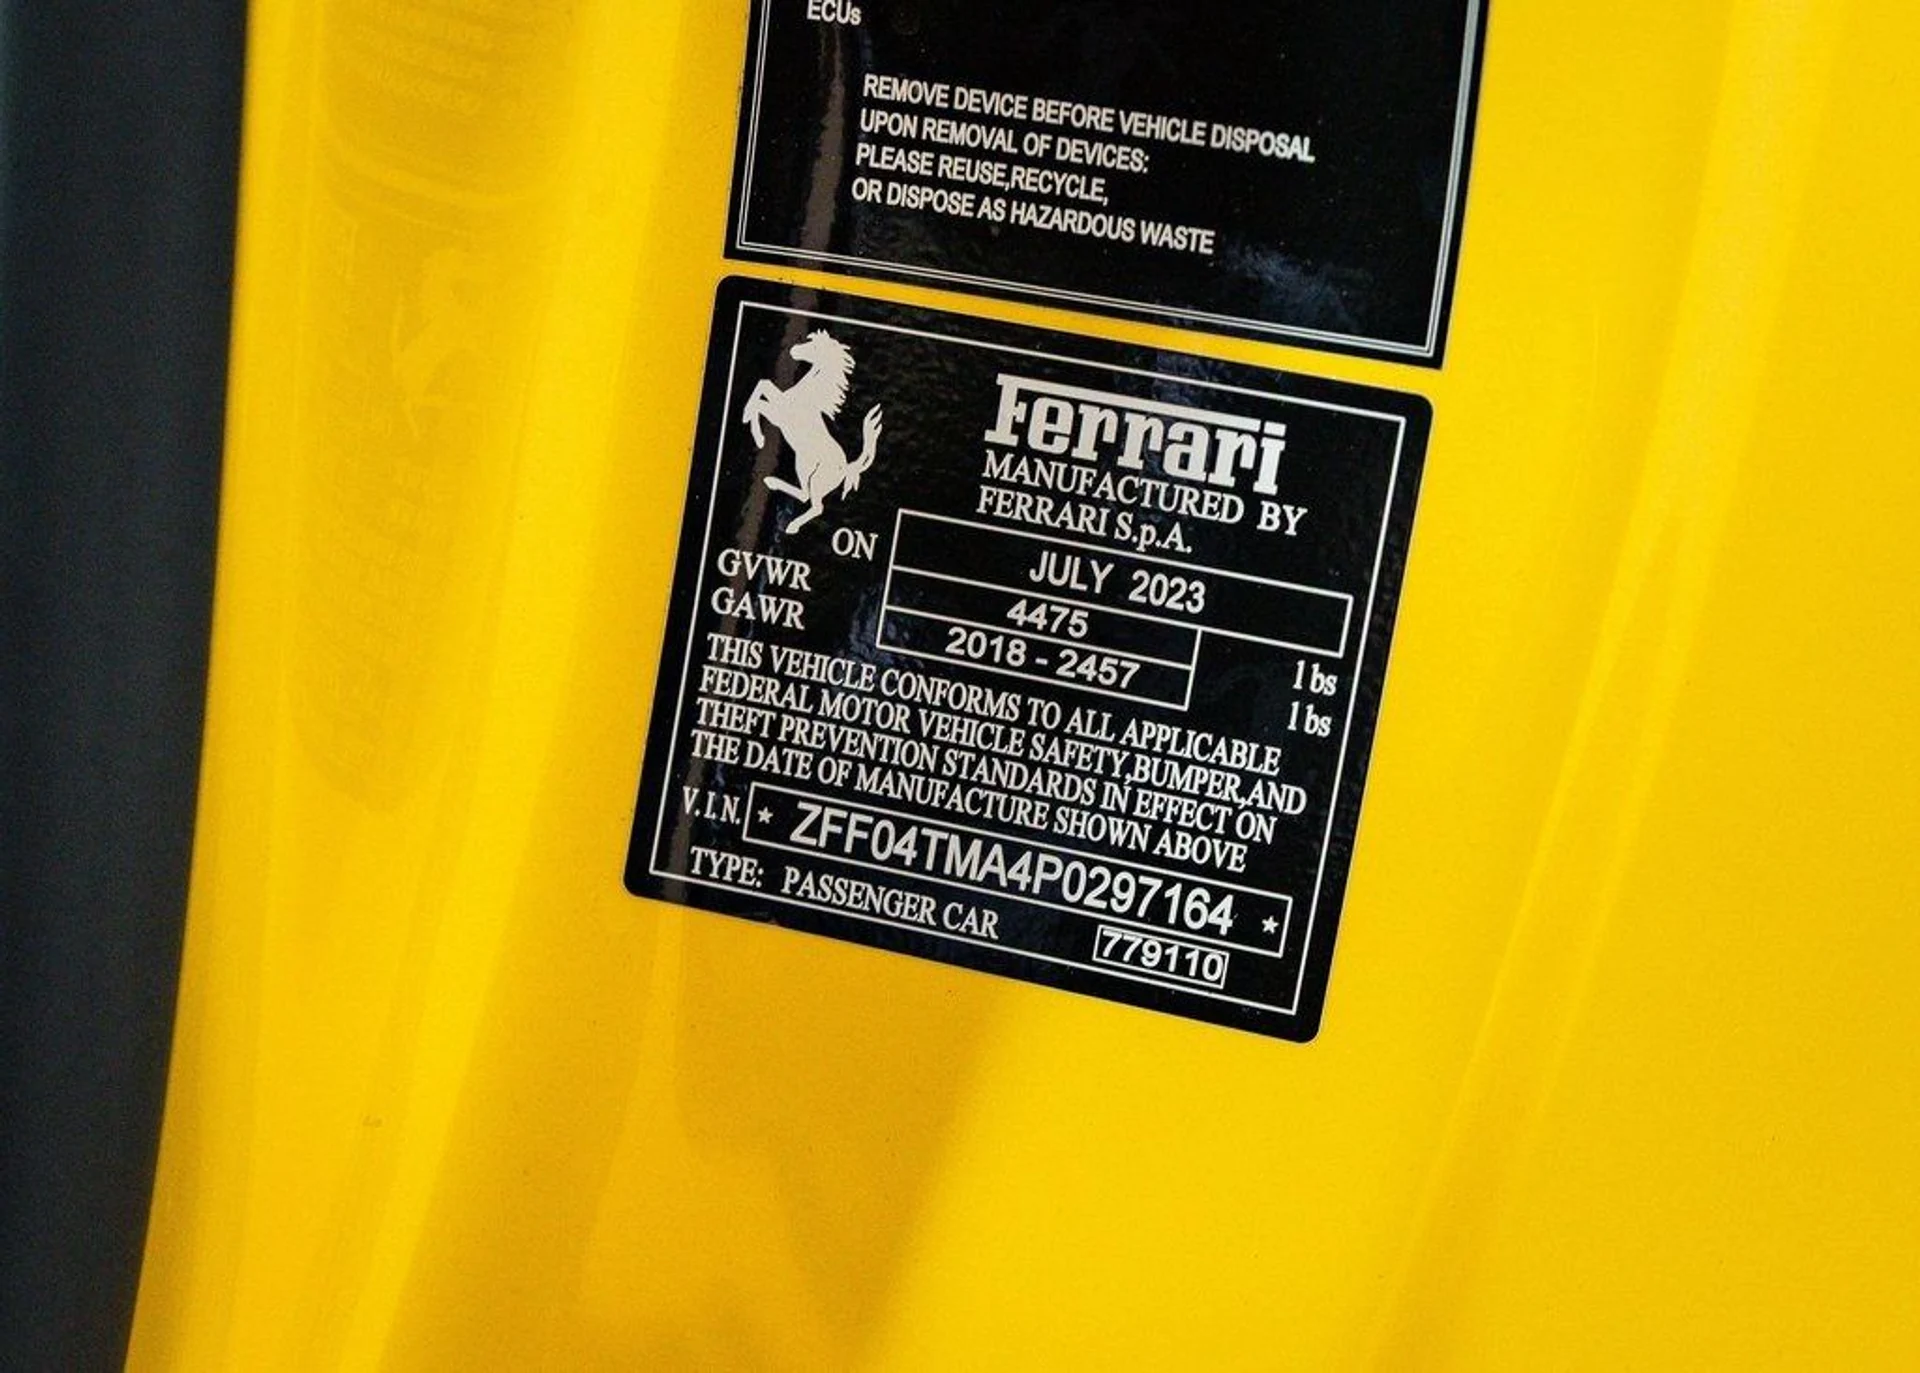 ECUs
REMOVE DEVICE BEFORE VEHICLE DISPOSAL
UPON REMOVAL OF DEVICES:
PLEASE REUSE,RECYCLE,
OR DISPOSE AS HAZARDOUS WASTE
Ferrari
MANUFACTURED BY
FERRARI S.p.A.
ON JULY 2023
GVWR 4475 lbs
GAWR 2018 - 2457 lbs
THIS VEHICLE CONFORMS TO ALL APPLICABLE
FEDERAL MOTOR VEHICLE SAFETY,BUMPER,AND
THEFT PREVENTION STANDARDS IN EFFECT ON
THE DATE OF MANUFACTURE SHOWN ABOVE
V.I.N. * ZFF04TMA4P0297164 *
TYPE: PASSENGER CAR
779110